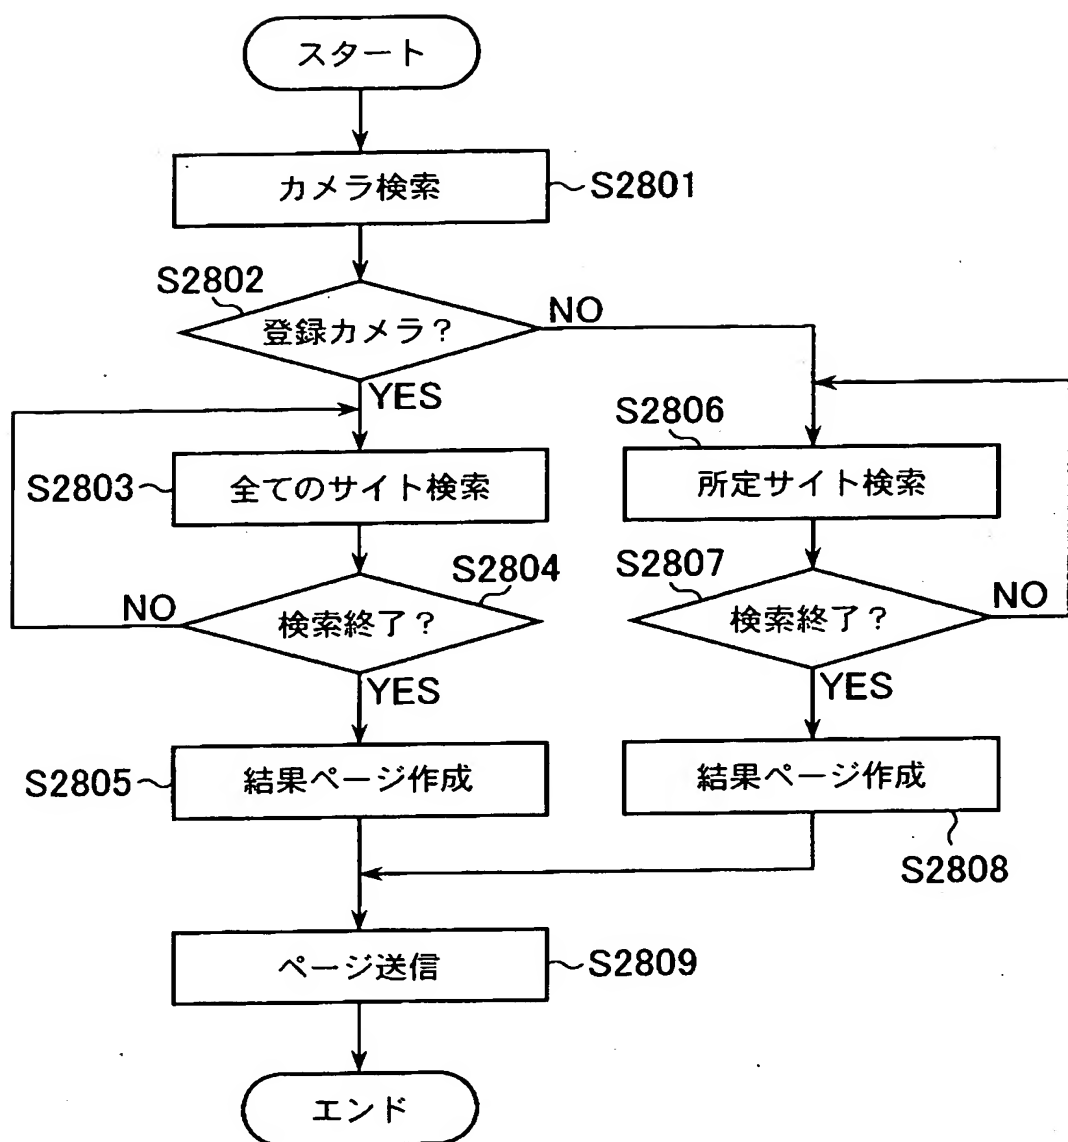 スタート
カメラ検索
S2801
S2802
登録カメラ?
NO
YES
S2803
全てのサイト検索
S2806
所定サイト検索
S2804
検索終了?
NO
YES
S2807
検索終了?
NO
YES
S2805
結果ページ作成
結果ページ作成
S2808
ページ送信
S2809
エンド